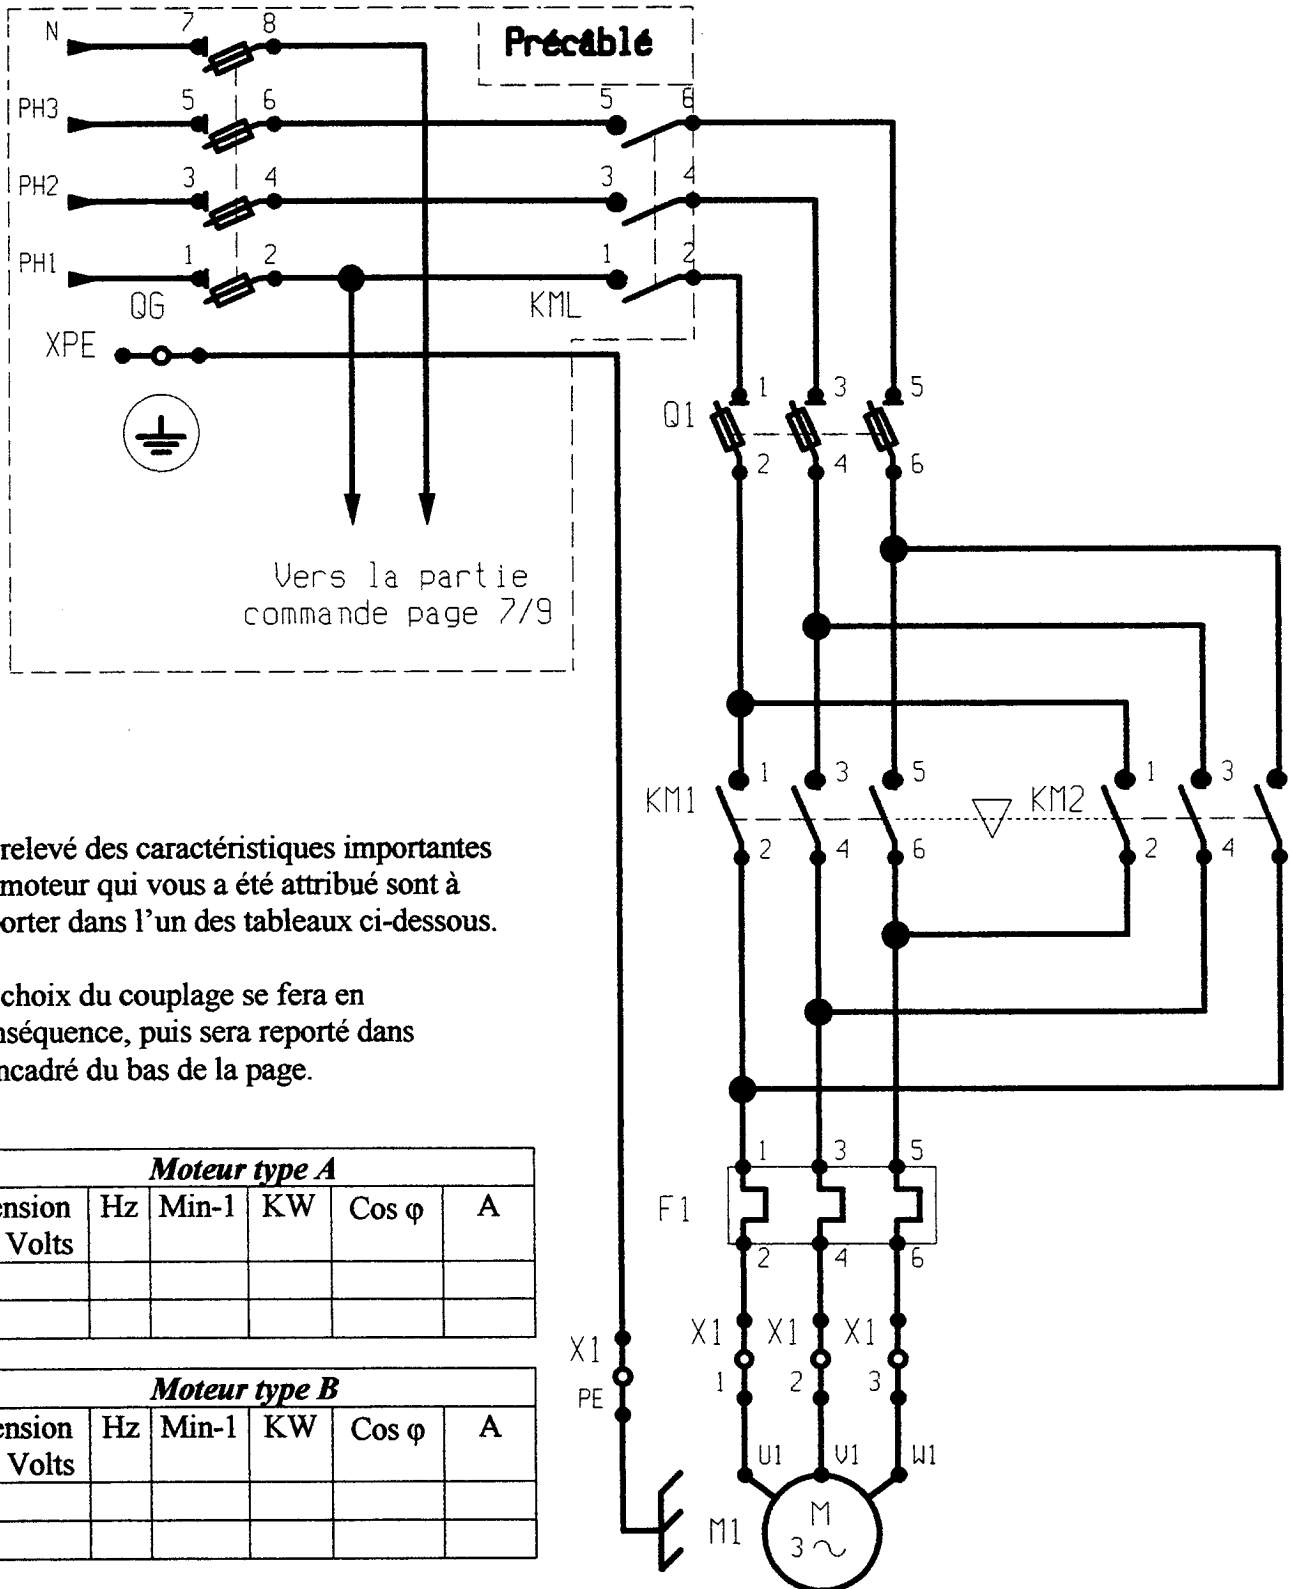 Précâblé
N 7 8
PH3 5 6 5 6
PH2 3 4 3 4
PH1 1 2 1 2
QG KML
XPE
Q1 1 3 5
2 4 6
Vers la partie
commande page 7/9
KM1 1 3 5 KM2 1 3
2 4 6 2 4
relevé des caractéristiques importantes
moteur qui vous a été attribué sont à
orter dans l'un des tableaux ci-dessous.
choix du couplage se fera en
nséquence, puis sera reporté dans
ncadré du bas de la page.
Moteur type A
ension Hz Min-1 KW Cos φ A
Volts
Moteur type B
ension Hz Min-1 KW Cos φ A
Volts
F1 1 3 5
2 4 6
X1 X1 X1
1 2 3
X1
PE
U1 V1 W1
M1 M
3 ~